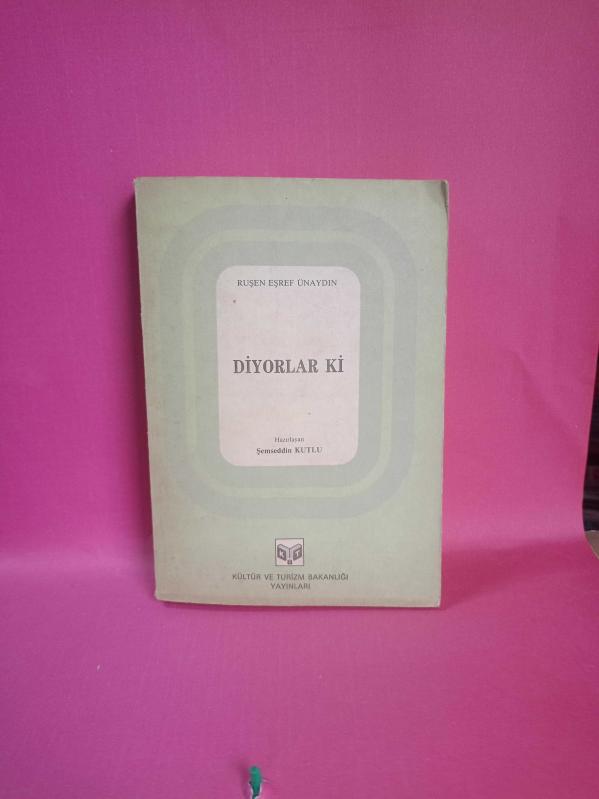 RUŞEN EŞREF ÜNAYDIN
DİYORLAR Kİ
Hazırlayan
Şemseddin KUTLU
KÜLTÜR VE TURİZM BAKANLIĞI
YAYINLARI